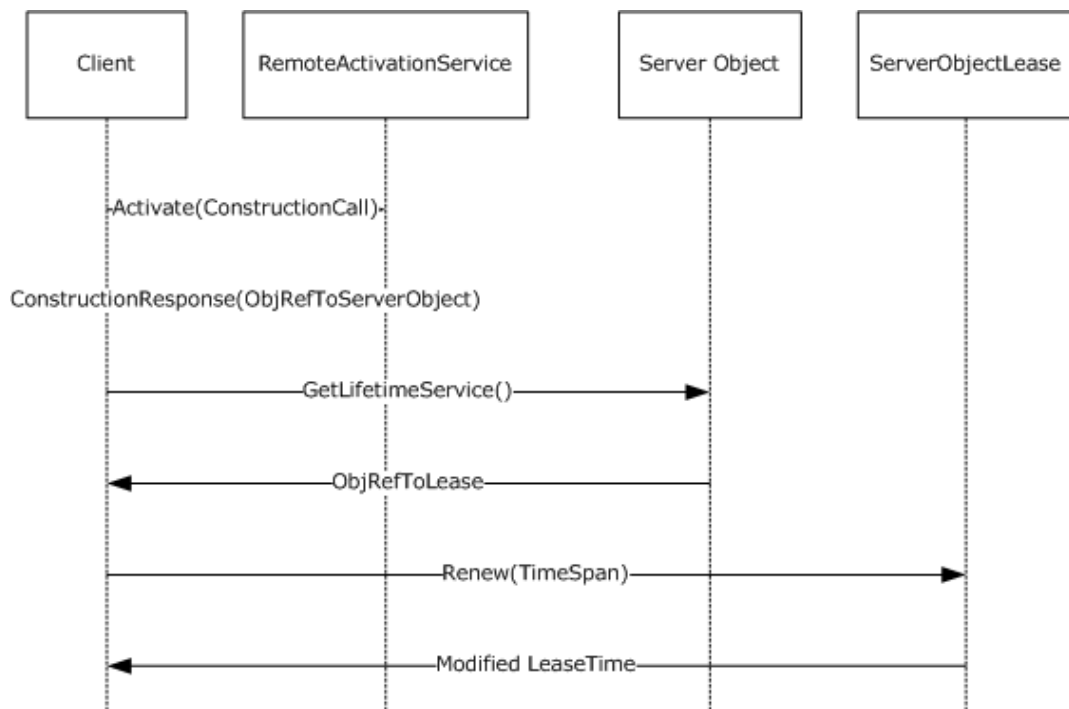 Client
RemoteActivationService
Server Object
ServerObjectLease
Activate(ConstructionCall)
ConstructionResponse(ObjRefToServerObject)
GetLifetimeService()
ObjRefToLease
Renew(TimeSpan)
Modified LeaseTime